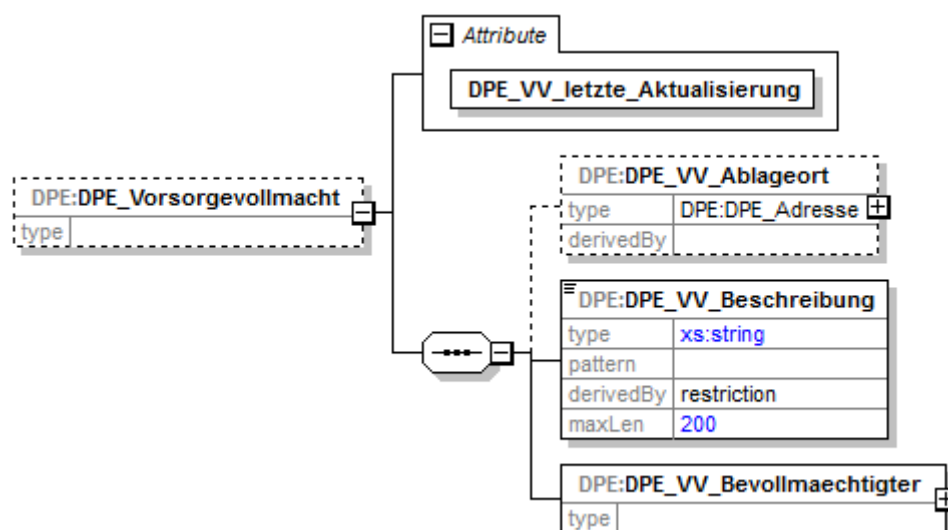 Attribute
DPE_VV_letzte_Aktualisierung
DPE:DPE_Vorsorgevollmacht
type
DPE:DPE_VV_Ablageort
type DPE:DPE_Adresse
derivedBy
DPE:DPE_VV_Beschreibung
type xs:string
pattern
derivedBy restriction
maxLen 200
DPE:DPE_VV_Bevollmaechtigter
type